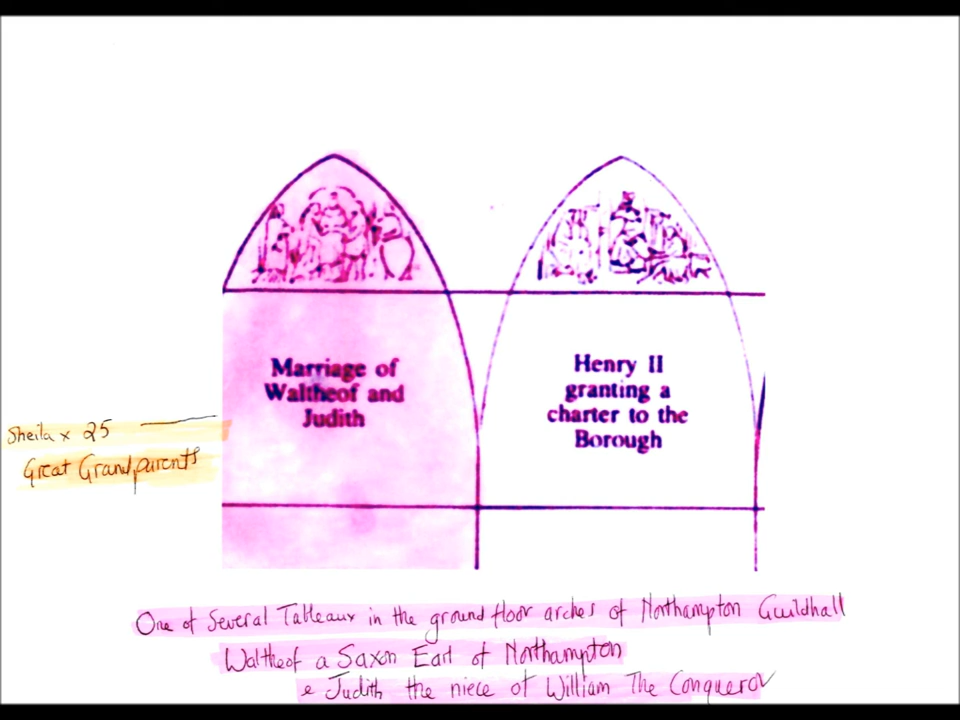 Marriage of
Waltheof and
Judith
Henry II
granting a
charter to the
Borough
Sheila x 25
Great Grandparents
One of Several Tableaux in the ground floor arches of Northampton Guildhall
Waltheof a Saxon Earl of Northampton
& Judith the niece of William The Conqueror